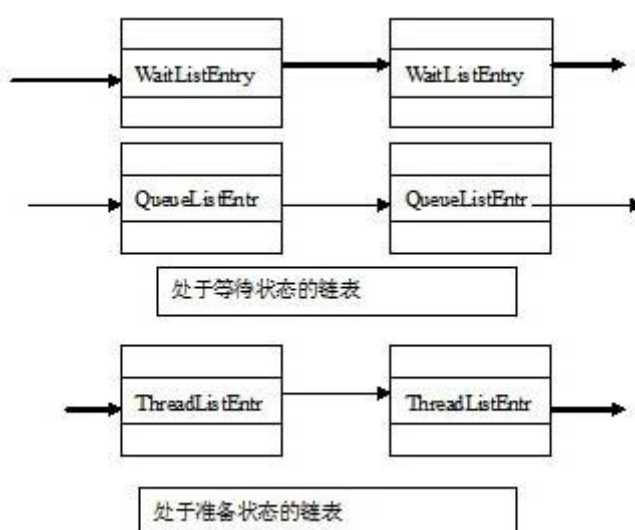 WaitListEntry WaitListEntry
QueueListEntr QueueListEntr
处于等待状态的链表
ThreadListEntr ThreadListEntr
处于准备状态的链表